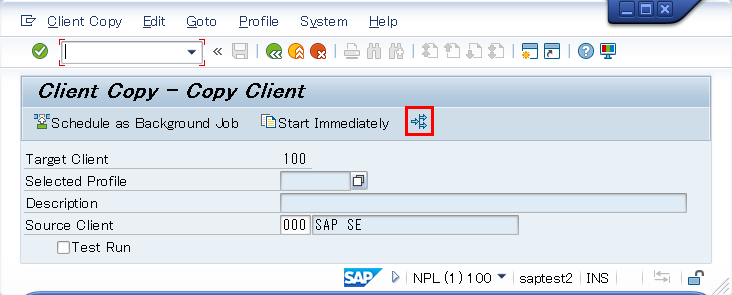 Client Copy Edit Goto Profile System Help
Client Copy - Copy Client
Schedule as Background Job Start Immediately
Target Client 100
Selected Profile
Description
Source Client 000 SAP SE
Test Run
SAP NPL (1) 100 saptest2 INS